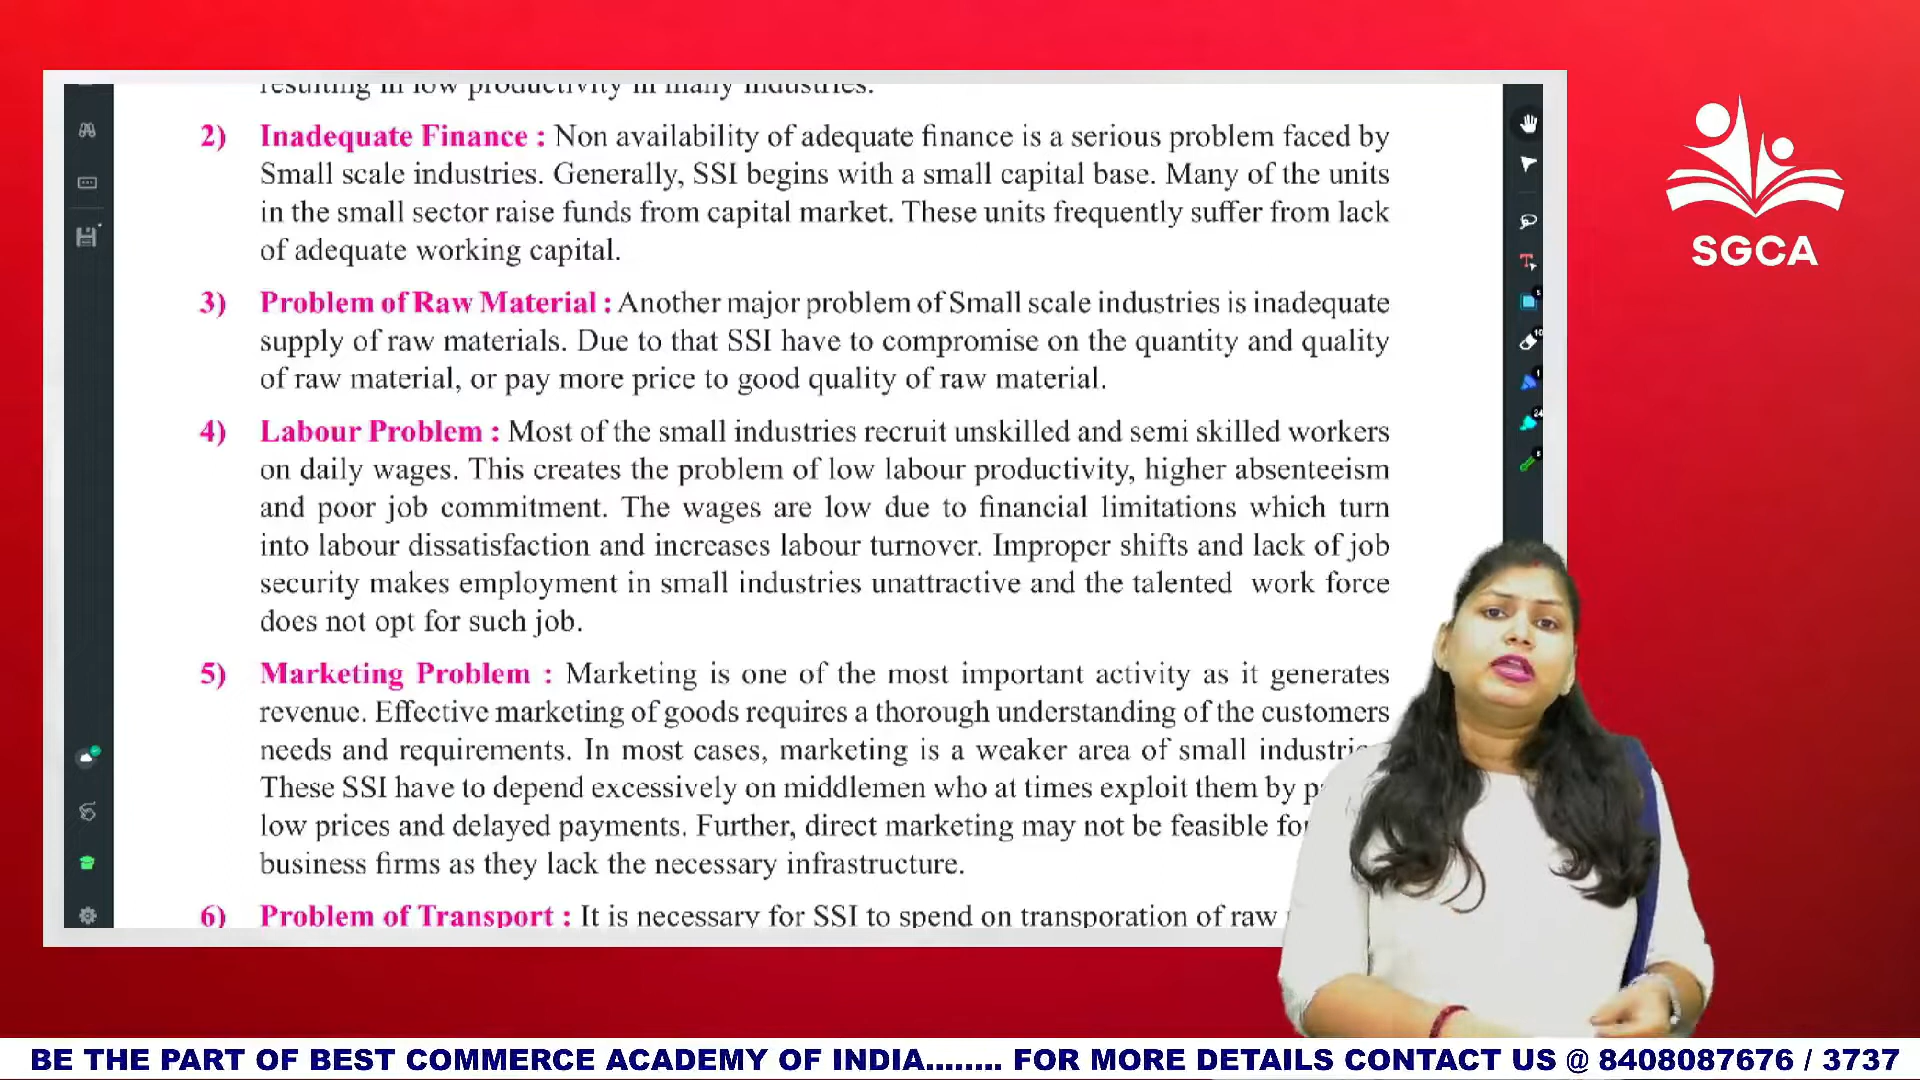 resulting in low productivity in many industries.
2) Inadequate Finance : Non availability of adequate finance is a serious problem faced by
Small scale industries. Generally, SSI begins with a small capital base. Many of the units
in the small sector raise funds from capital market. These units frequently suffer from lack
of adequate working capital.
3) Problem of Raw Material : Another major problem of Small scale industries is inadequate
supply of raw materials. Due to that SSI have to compromise on the quantity and quality
of raw material, or pay more price to good quality of raw material.
4) Labour Problem : Most of the small industries recruit unskilled and semi skilled workers
on daily wages. This creates the problem of low labour productivity, higher absenteeism
and poor job commitment. The wages are low due to financial limitations which turn
into labour dissatisfaction and increases labour turnover. Improper shifts and lack of job
security makes employment in small industries unattractive and the talented work force
does not opt for such job.
5) Marketing Problem : Marketing is one of the most important activity as it generates
revenue. Effective marketing of goods requires a thorough understanding of the customers
needs and requirements. In most cases, marketing is a weaker area of small
These SSI have to depend excessively on middlemen who at times exploit them by
low prices and delayed payments. Further, direct marketing may not be feasible
business firms as they lack the necessary infrastructure.
6) Problem of Transport : It is necessary for SSI to spend on transporation of raw
SGCA
BE THE PART OF BEST COMMERCE ACADEMY OF INDIA........ FOR MORE DETAILS CONTACT US @ 8408087676 / 3737